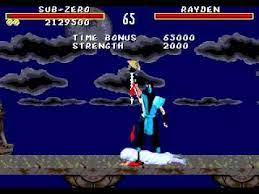 SUB-ZERO RAYDEN
2129500 65
TIME BONUS 63000
STRENGTH 2000